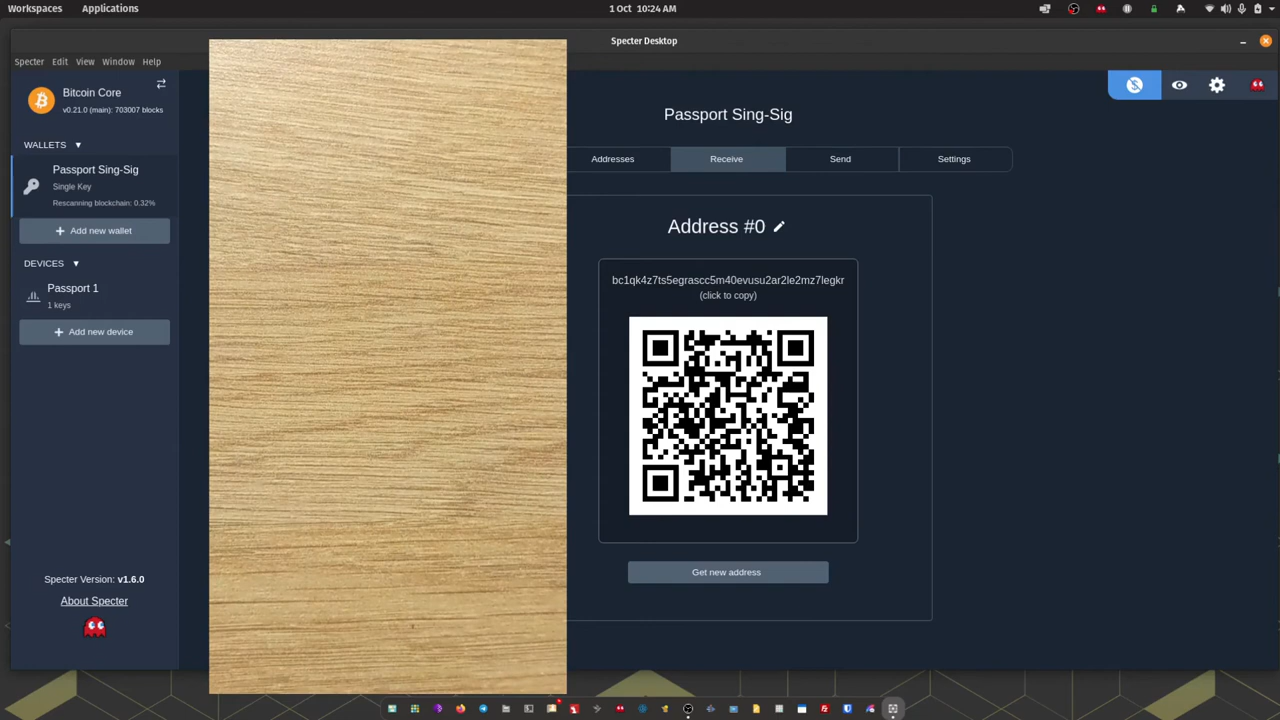 Workspaces
Applications
1 Oct 10:24 AM
Specter Desktop
Specter Edit View Window Help
Bitcoin Core
v0.21.0 (main): 703007 blocks
WALLETS
Passport Sing-Sig
Single Key
Rescanning blockchain: 0.32%
Add new wallet
DEVICES
Passport 1
1 keys
Add new device
Specter Version: v1.6.0
About Specter
Passport Sing-Sig
Addresses
Receive
Send
Settings
Address #0
bc1qk4z7ts5egrascc5m40evusu2ar2le2mz7legkr
(click to copy)
Get new address